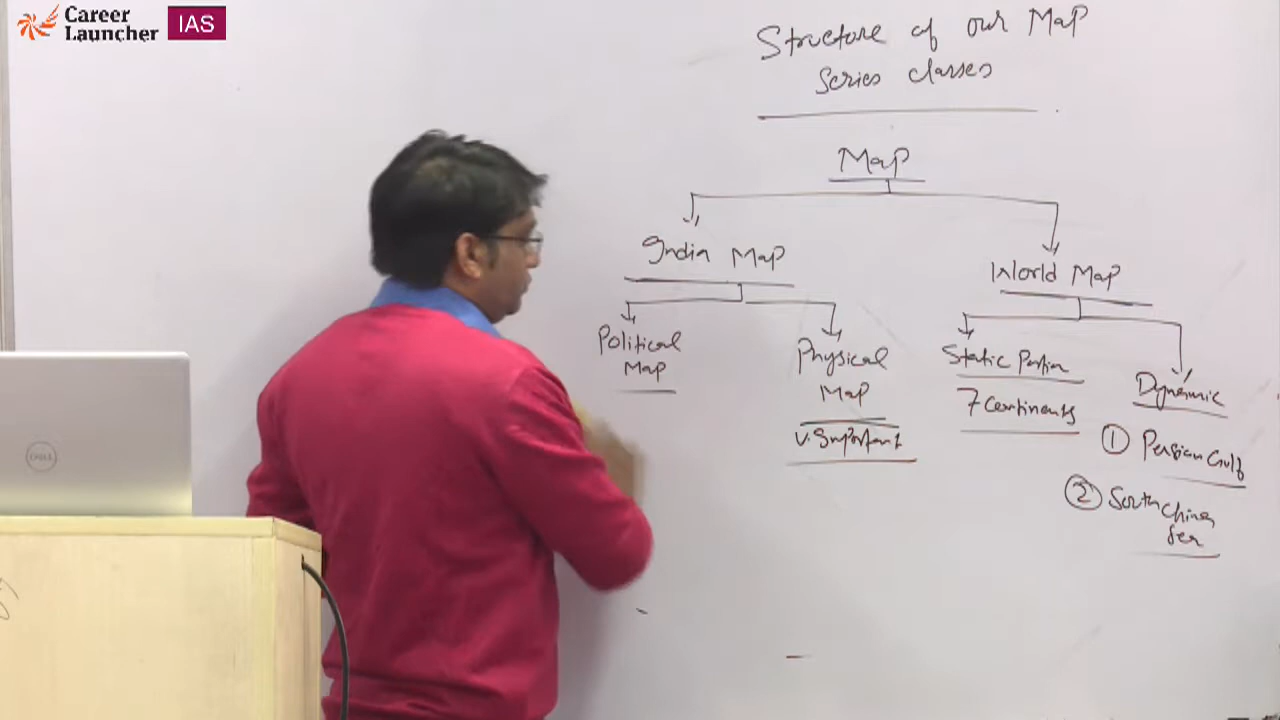 Career
Launcher
IAS
Structure of our Map
Series classes
Map
India Map
World Map
Political
Map
Physical
Map
V. Important
Static Portion
7 Continents
Dynamic
① Persian Gulf
② South China
Sea
DELL